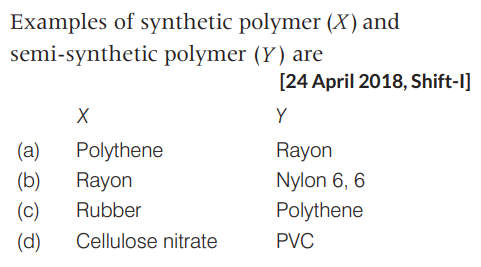 Examples of synthetic polymer (X) and
semi-synthetic polymer (Y) are
[24 April 2018, Shift-I]
X Y
(a) Polythene Rayon
(b) Rayon Nylon 6, 6
(c) Rubber Polythene
(d) Cellulose nitrate PVC